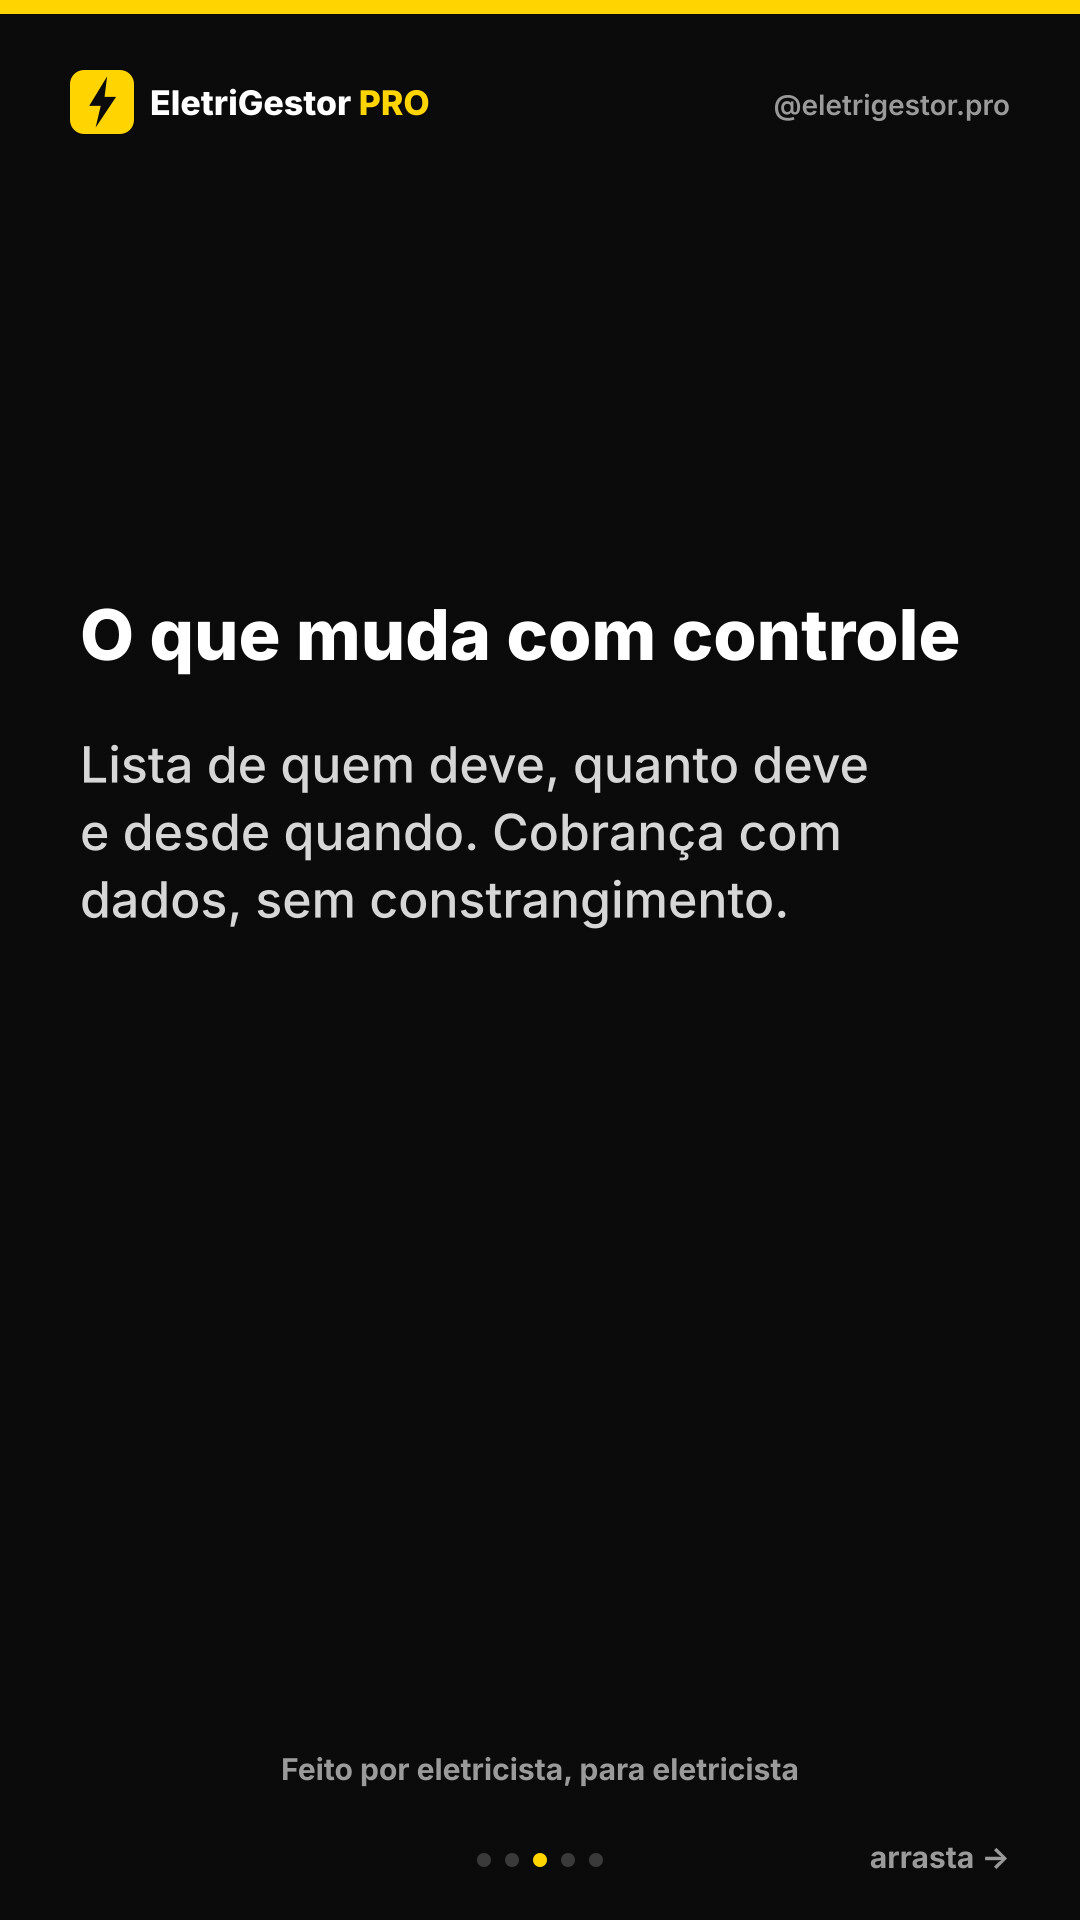 EletriGestor PRO
@eletrigestor.pro
O que muda com controle
Lista de quem deve, quanto deve
e desde quando. Cobrança com
dados, sem constrangimento.
Feito por eletricista, para eletricista
arrasta →